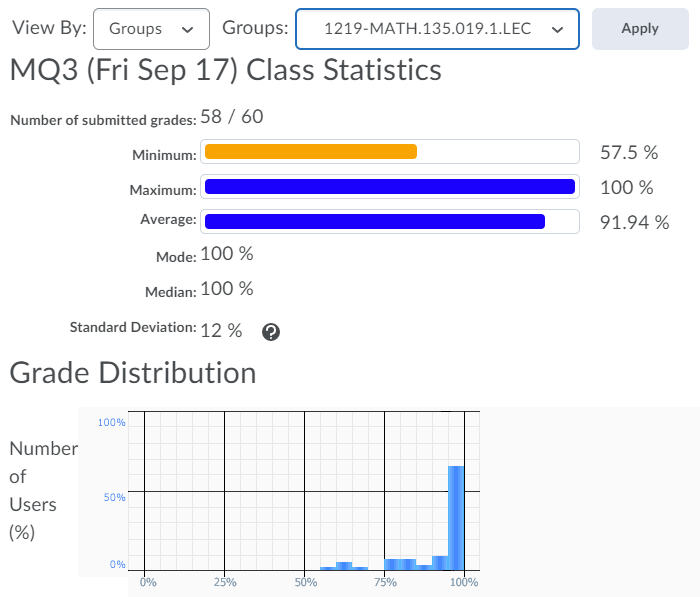 View By: Groups Groups: 1219-MATH.135.019.1.LEC Apply
MQ3 (Fri Sep 17) Class Statistics
Number of submitted grades: 58 / 60
Minimum: 57.5 %
Maximum: 100 %
Average: 91.94 %
Mode: 100 %
Median: 100 %
Standard Deviation: 12 % ?
Grade Distribution
Number
of
Users
(%)
100%
50%
0%
0% 25% 50% 75% 100%